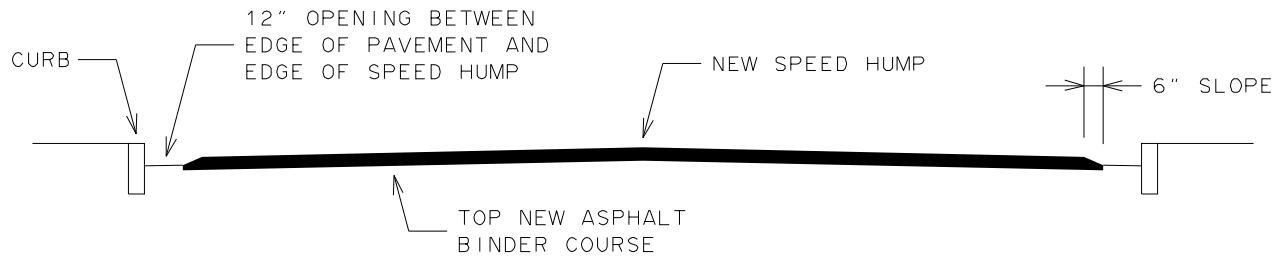 12" OPENING BETWEEN
EDGE OF PAVEMENT AND
EDGE OF SPEED HUMP
CURB
NEW SPEED HUMP
6" SLOPE
TOP NEW ASPHALT
BINDER COURSE